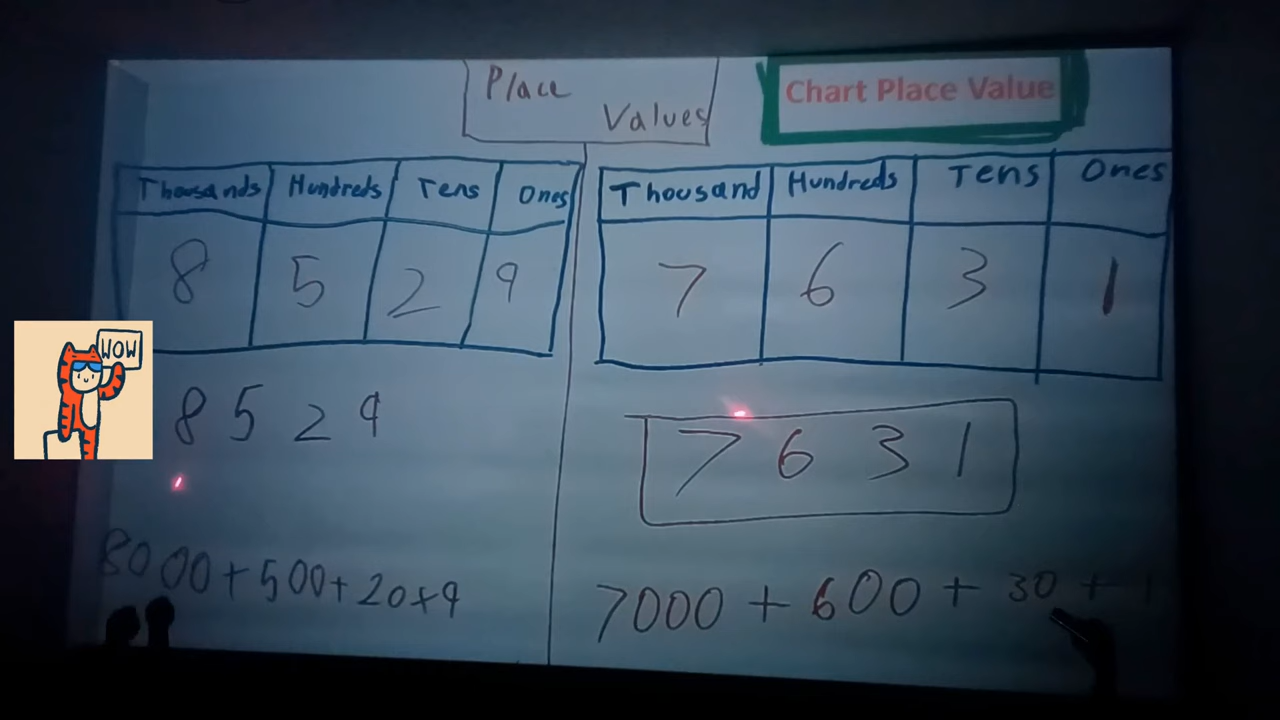 Place
Values
Chart Place Value
Thousands Hundreds Tens Ones
8 5 2 9
8 5 2 9
8000+500+20+9
Thousand Hundreds Tens Ones
7 6 3 1
7 6 3 1
7000 + 600 + 30 + 1
WOW